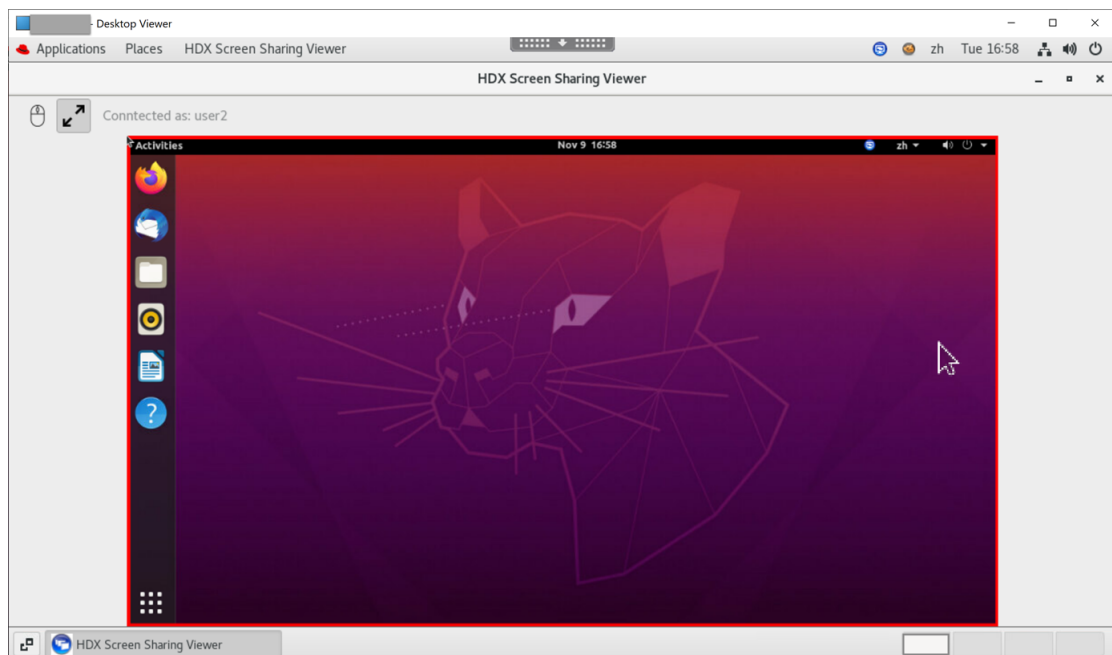 - Desktop Viewer
Applications Places HDX Screen Sharing Viewer zh Tue 16:58
HDX Screen Sharing Viewer
Conntected as: user2
Activities Nov 9 16:58 zh
?
HDX Screen Sharing Viewer